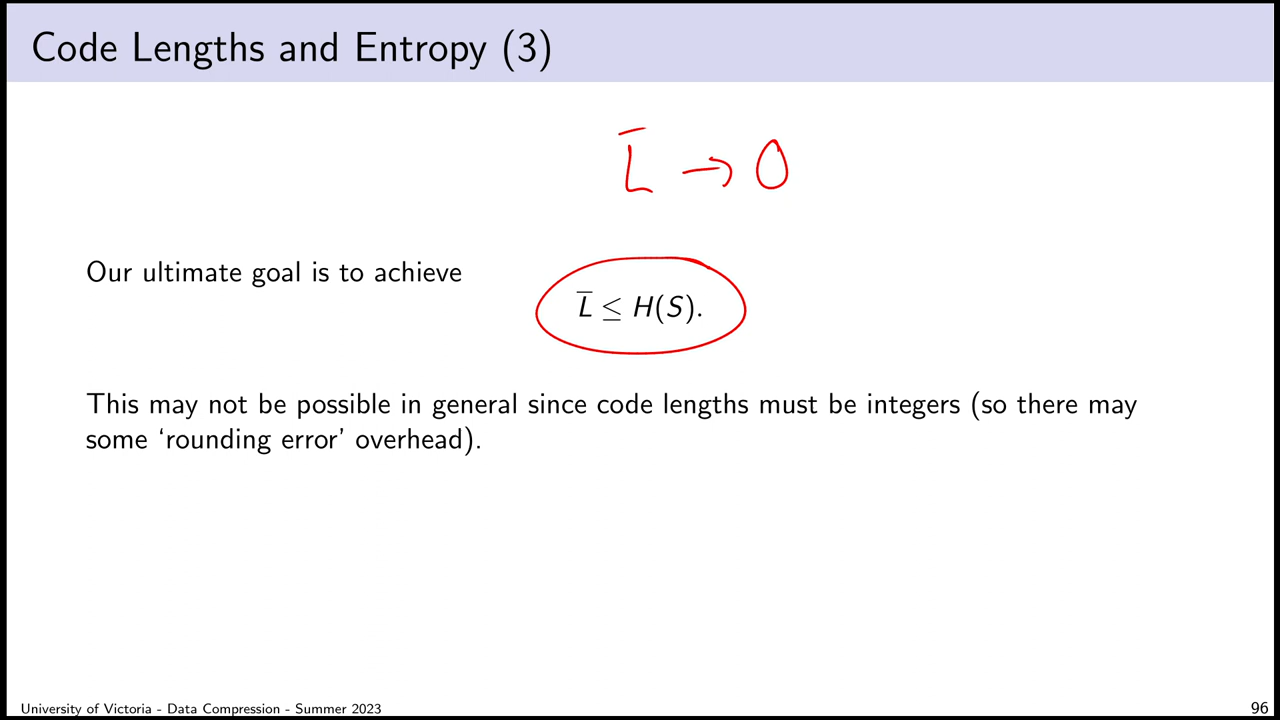 Code Lengths and Entropy (3)
L̅ → 0
Our ultimate goal is to achieve
L̅ ≤ H(S).
This may not be possible in general since code lengths must be integers (so there may
some ‘rounding error’ overhead).
University of Victoria - Data Compression - Summer 2023
96